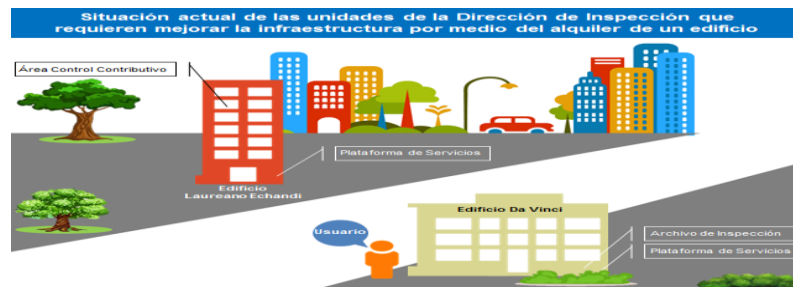 Situación actual de las unidades de la Dirección de Inspección que
requieren mejorar la infraestructura por medio del alquiler de un edificio
Área Control Contributivo
Plataforma de Servicios
Edificio
Laureano Echandi
Edificio Da Vinci
Usuario
Archivo de Inspección
Plataforma de Servicios